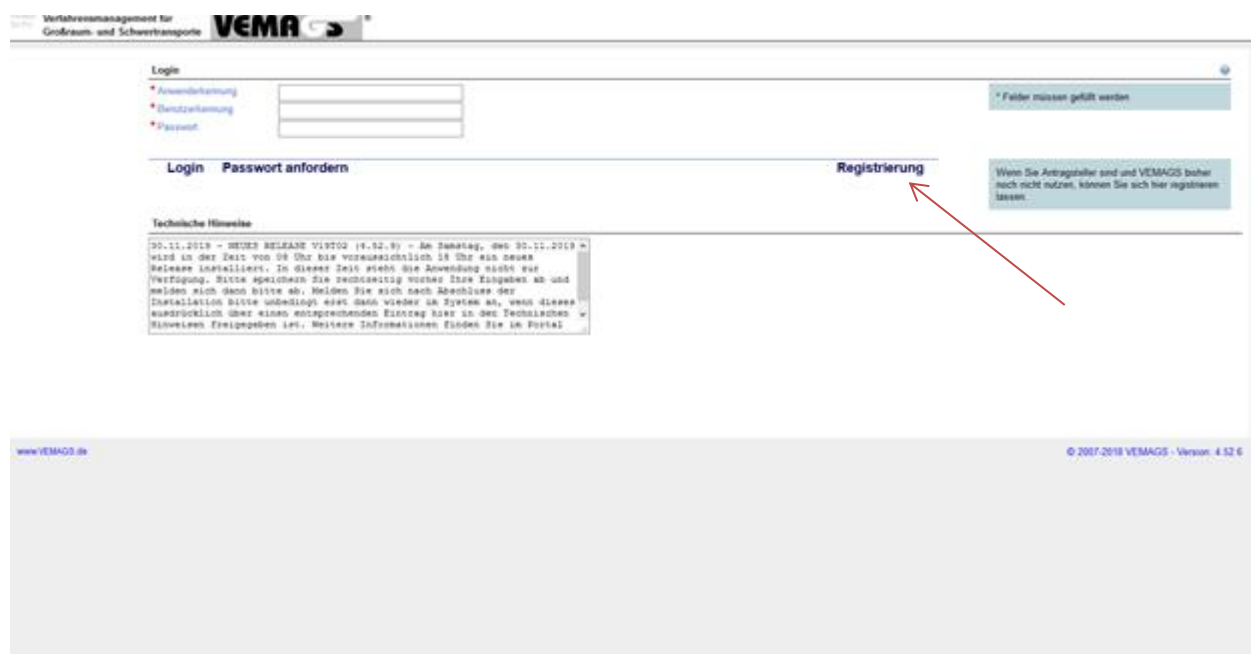 Verfahrensmanagement für
Großraum- und Schwertransporte
VEMAGS ®
Login
* Anwenderkennung
* Benutzerkennung
* Passwort
* Felder müssen gefüllt werden
Login Passwort anfordern Registrierung
Wenn Sie Antragsteller sind und VEMAGS bisher
noch nicht nutzen, können Sie sich hier registrieren
lassen.
Technische Hinweise
30.11.2019 - NEUES RELEASE V19T02 (4.52.8) - Am Samstag, den 30.11.2019
wird in der Zeit von 08 Uhr bis voraussichtlich 18 Uhr ein neues
Release installiert. In dieser Zeit steht die Anwendung nicht zur
Verfügung. Bitte speichern Sie rechtzeitig vorher Ihre Eingaben ab und
melden sich dann bitte ab. Melden Sie sich nach Abschluss der
Installation bitte unbedingt erst dann wieder im System an, wenn dieses
ausdrücklich über einen entsprechenden Eintrag hier in den Technischen
Hinweisen freigegeben ist. Weitere Informationen finden Sie im Portal
www.VEMAGS.de
© 2007-2018 VEMAGS - Version: 4.52.6